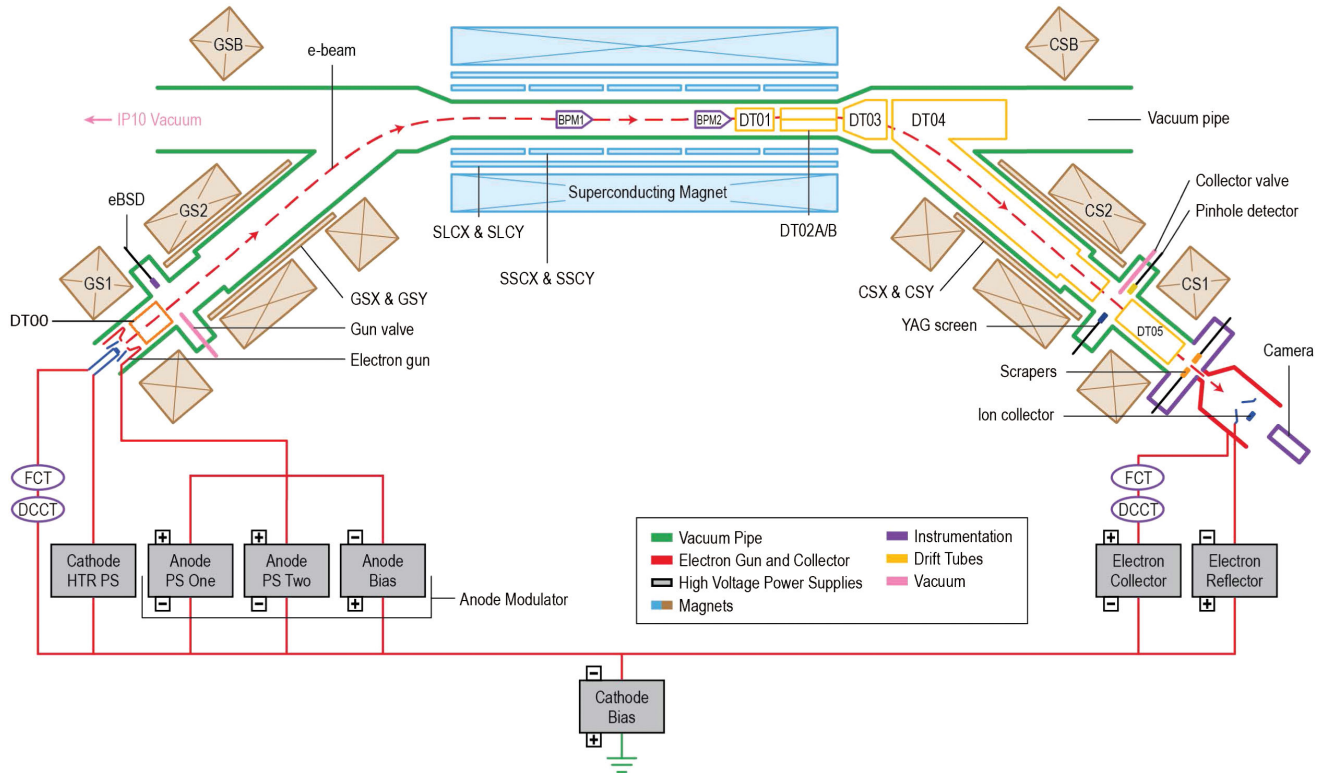 GSB
e-beam
CSB
IP10 Vacuum
BPM1
BPM2
DT01
DT03
DT04
Vacuum pipe
GS2
eBSD
Superconducting Magnet
CS2
Collector valve
Pinhole detector
SLCX & SLCY
DT02A/B
GS1
SSCX & SSCY
CS1
GSX & GSY
CSX & CSY
DT00
Gun valve
YAG screen
DT05
Electron gun
Scrapers
Camera
Ion collector
FCT
DCCT
FCT
DCCT
Cathode
HTR PS
+
Anode
PS One
-
+
Anode
PS Two
-
-
Anode
Bias
+
Anode Modulator
Vacuum Pipe
Electron Gun and Collector
High Voltage Power Supplies
Magnets
Instrumentation
Drift Tubes
Vacuum
+
Electron
Collector
-
-
Electron
Reflector
+
-
Cathode
Bias
+